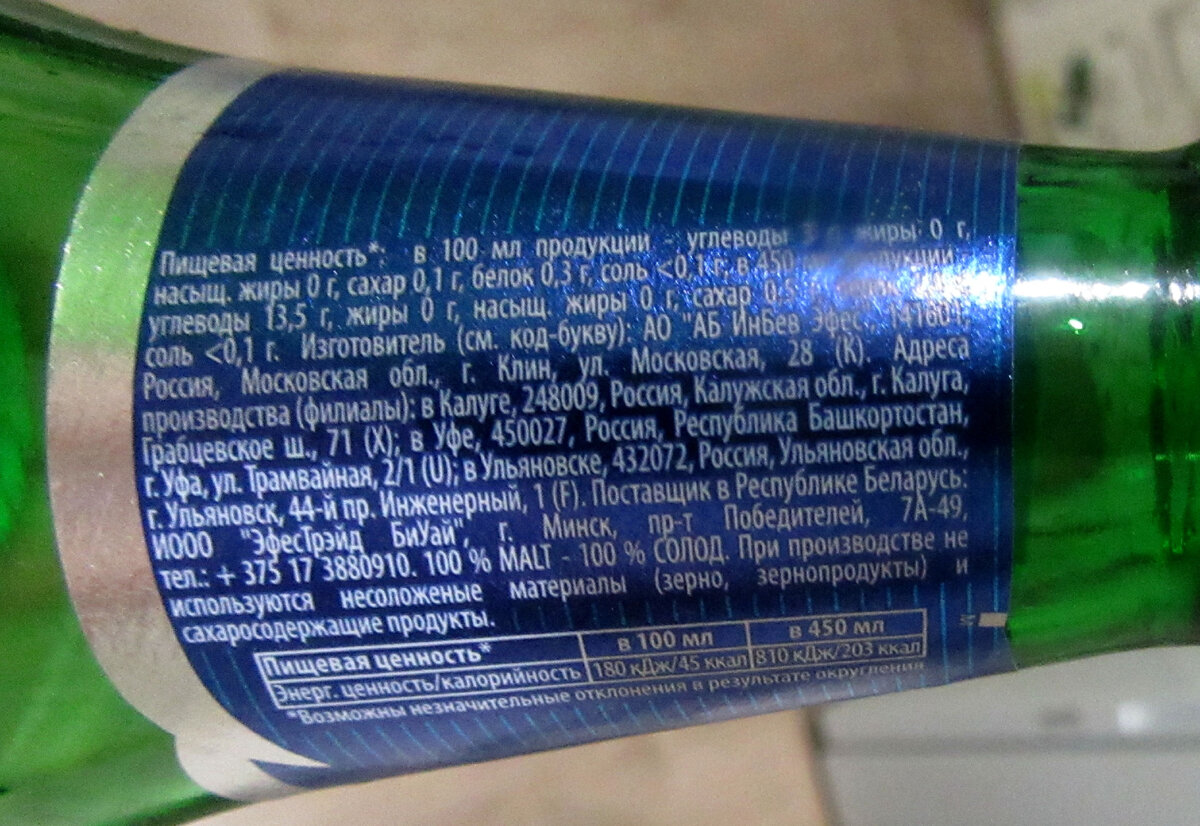 Пищевая ценность*: в 100 мл продукции - углеводы жиры 0 г,
насыщ. жиры 0 г, сахар 0,1 г, белок 0,3 г, соль <0,1 г; в 450
углеводы 13,5 г, жиры 0 г, насыщ. жиры 0 г, сахар
соль <0,1 г. Изготовитель (см. код-букву): АО "АБ ИнБев Эфес",
Россия, Московская обл., г. Клин, ул. Московская, 28 (К). Адреса
производства (филиалы): в Калуге, 248009, Россия, Калужская обл., г. Калуга,
Грабцевское ш., 71 (Х); в Уфе, 450027, Россия, Республика Башкортостан,
г. Уфа, ул. Трамвайная, 2/1 (U); в Ульяновске, 432072, Россия, Ульяновская обл.,
г. Ульяновск, 44-й пр. Инженерный, 1 (F). Поставщик в Республике Беларусь:
ИООО "ЭфесТрэйд БиУай", г. Минск, пр-т Победителей, 7А-49,
тел.: + 375 17 3880910. 100 % MALT - 100 % СОЛОД. При производстве не
используются несоложеные материалы (зерно, зернопродукты) и
сахаросодержащие продукты.
Пищевая ценность* в 100 мл в 450 мл
Энерг. ценность/калорийность 180 кДж/45 ккал 810 кДж/203 ккал
*Возможны незначительные отклонения в результате округления